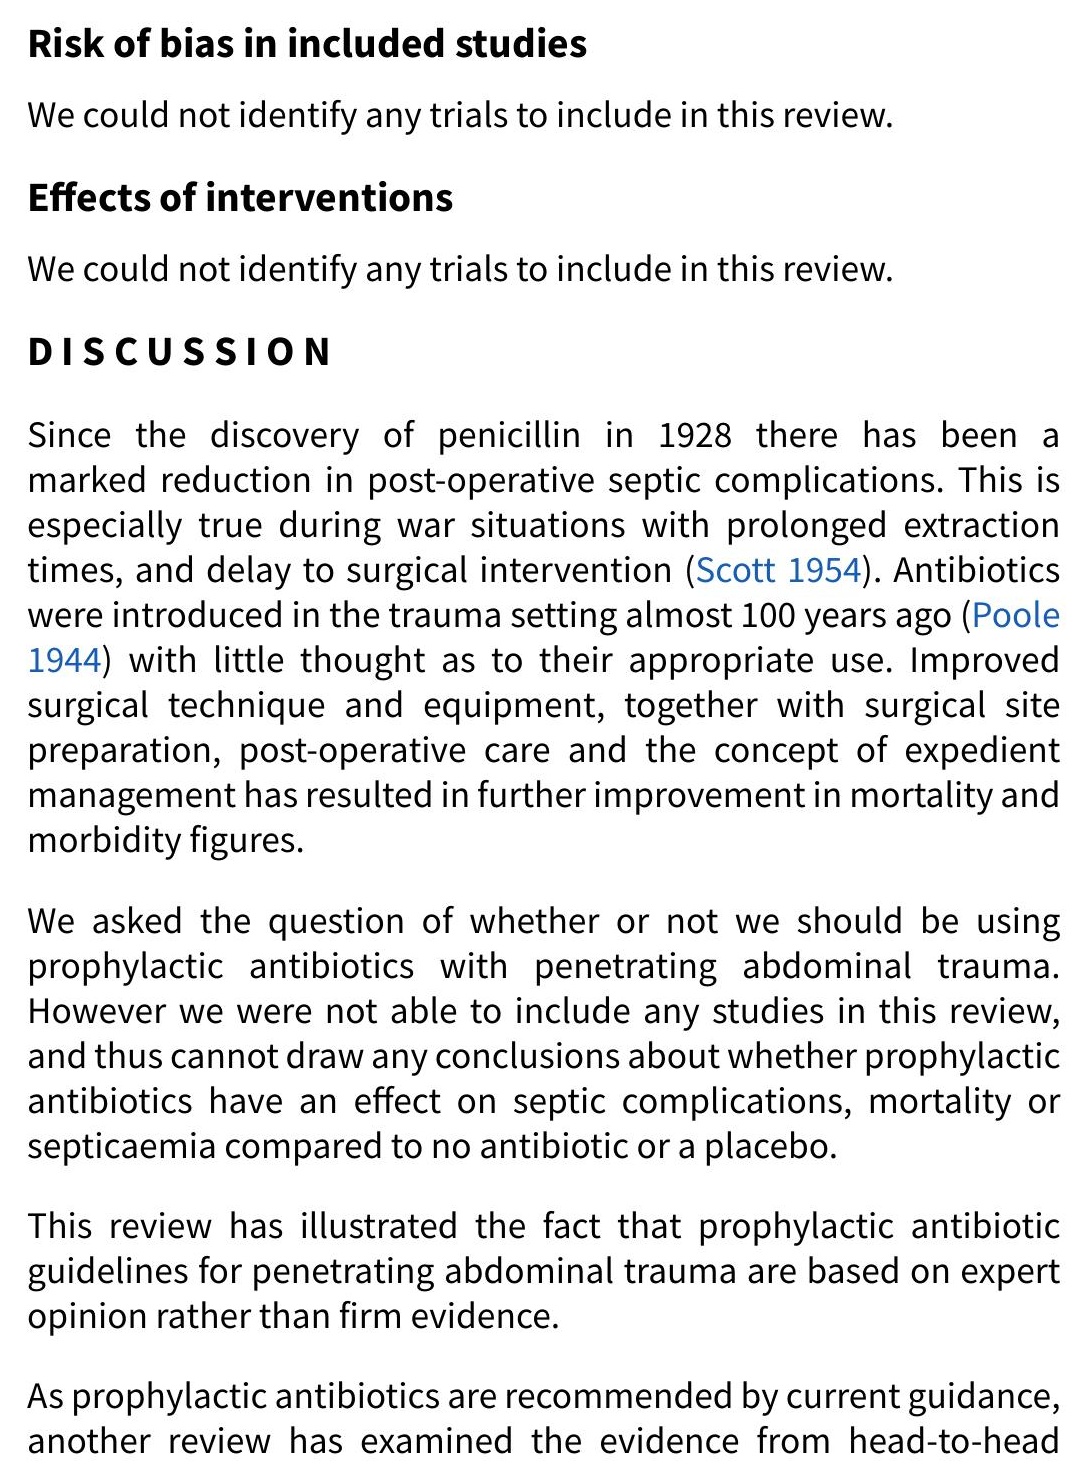 Risk of bias in included studies
We could not identify any trials to include in this review.
Effects of interventions
We could not identify any trials to include in this review.
DISCUSSION
Since the discovery of penicillin in 1928 there has been a
marked reduction in post-operative septic complications. This is
especially true during war situations with prolonged extraction
times, and delay to surgical intervention (Scott 1954). Antibiotics
were introduced in the trauma setting almost 100 years ago (Poole
1944) with little thought as to their appropriate use. Improved
surgical technique and equipment, together with surgical site
preparation, post-operative care and the concept of expedient
management has resulted in further improvement in mortality and
morbidity figures.
We asked the question of whether or not we should be using
prophylactic antibiotics with penetrating abdominal trauma.
However we were not able to include any studies in this review,
and thus cannot draw any conclusions about whether prophylactic
antibiotics have an effect on septic complications, mortality or
septicaemia compared to no antibiotic or a placebo.
This review has illustrated the fact that prophylactic antibiotic
guidelines for penetrating abdominal trauma are based on expert
opinion rather than firm evidence.
As prophylactic antibiotics are recommended by current guidance,
another review has examined the evidence from head-to-head